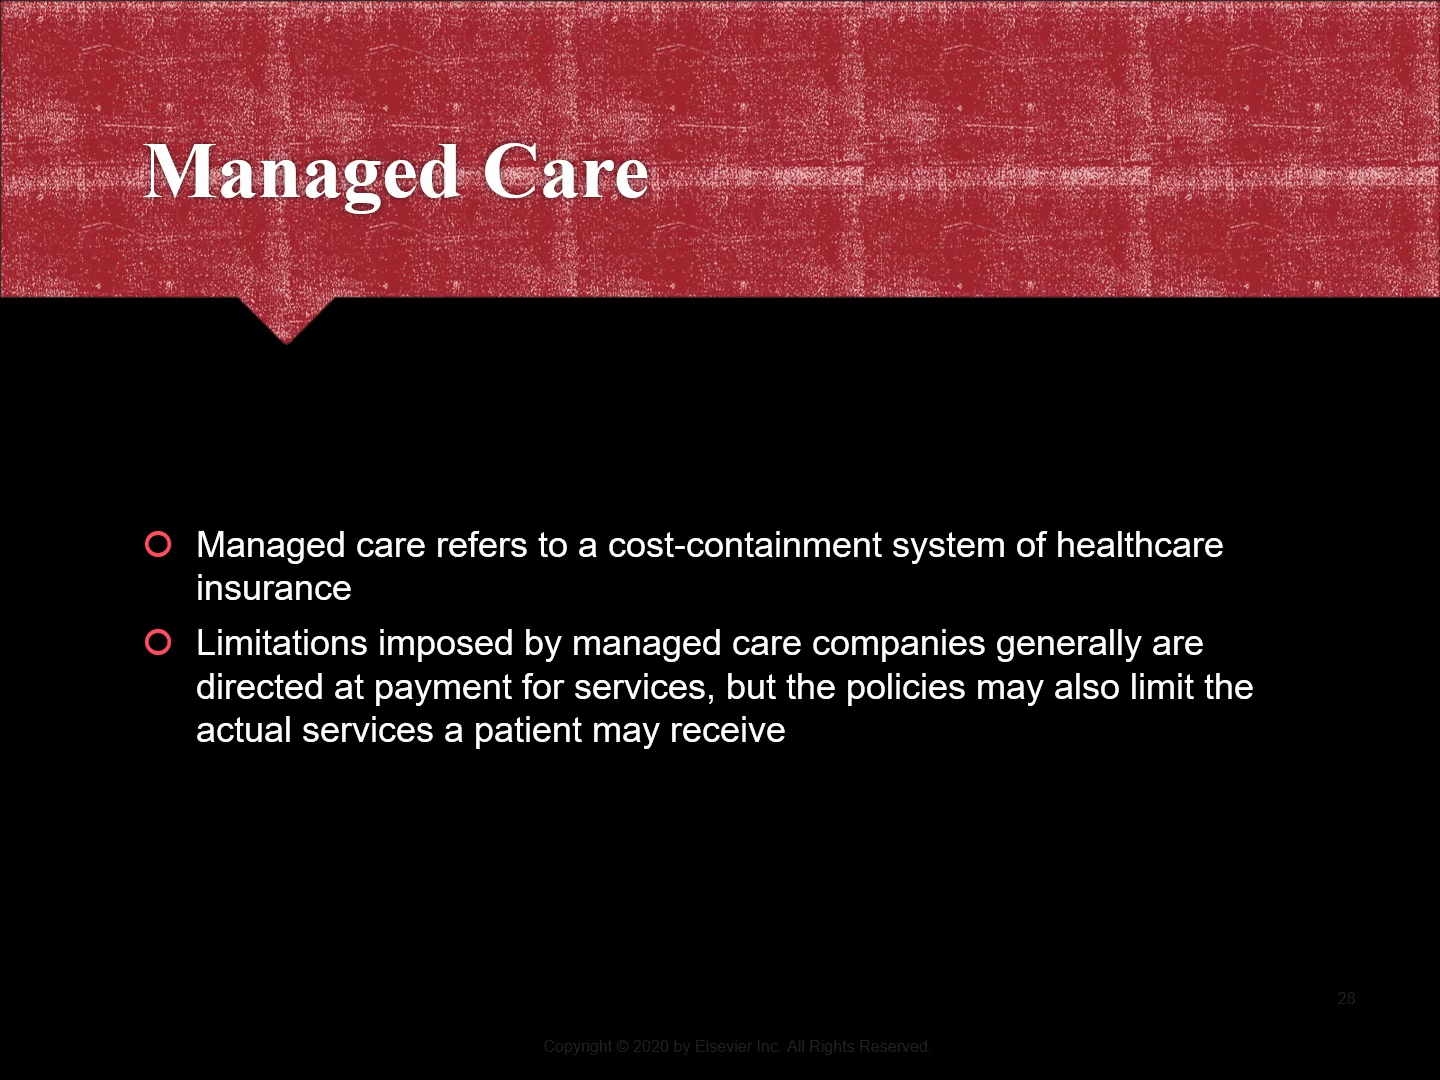 Managed Care
Managed care refers to a cost-containment system of healthcare
insurance
Limitations imposed by managed care companies generally are
directed at payment for services, but the policies may also limit the
actual services a patient may receive
28
Copyright © 2020 by Elsevier Inc. All Rights Reserved.